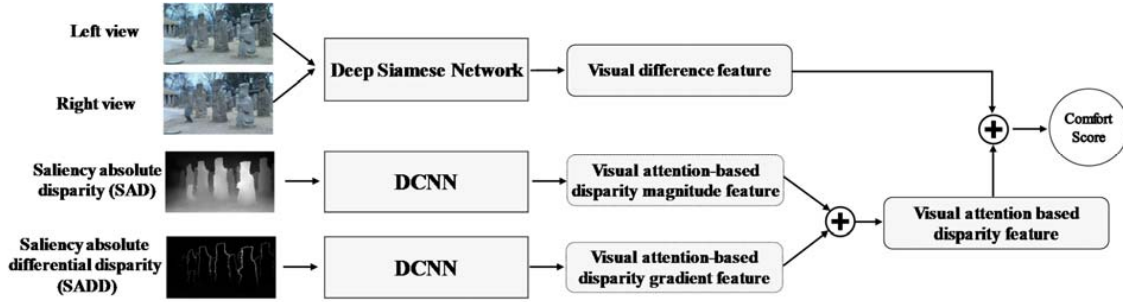 Left view
Right view
Deep Siamese Network
Visual difference feature
Comfort
Score
Saliency absolute
disparity (SAD)
DCNN
Visual attention-based
disparity magnitude feature
Visual attention based
disparity feature
Saliency absolute
differential disparity
(SADD)
DCNN
Visual attention-based
disparity gradient feature